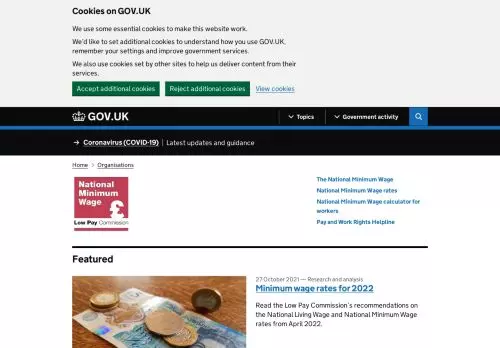 Cookies on GOV.UK
We use some essential cookies to make this website work.
We'd like to set additional cookies to understand how you use GOV.UK,
remember your settings and improve government services.
We also use cookies set by other sites to help us deliver content from their
services.
Accept additional cookies
Reject additional cookies
View cookies
GOV.UK
Topics
Government activity
→ Coronavirus (COVID-19) | Latest updates and guidance
Home > Organisations
National
Minimum
Wage
£
Low Pay Commission
The National Minimum Wage
National Minimum Wage rates
National Minimum Wage calculator for
workers
Pay and Work Rights Helpline
Featured
27 October 2021 — Research and analysis
Minimum wage rates for 2022
Read the Low Pay Commission's recommendations on
the National Living Wage and National Minimum Wage
rates from April 2022.